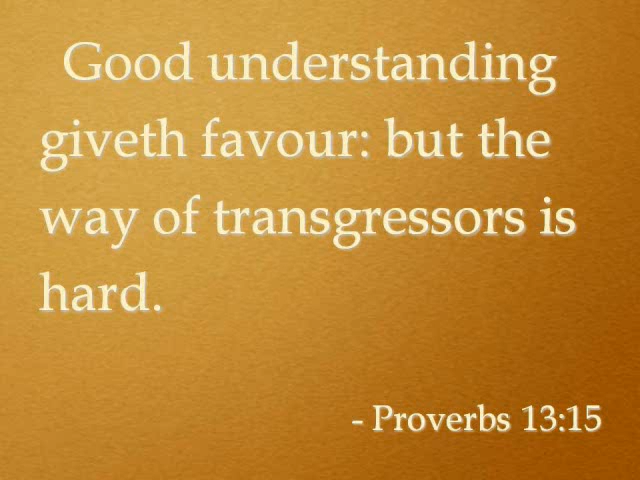 Good understanding
giveth favour: but the
way of transgressors is
hard.
- Proverbs 13:15